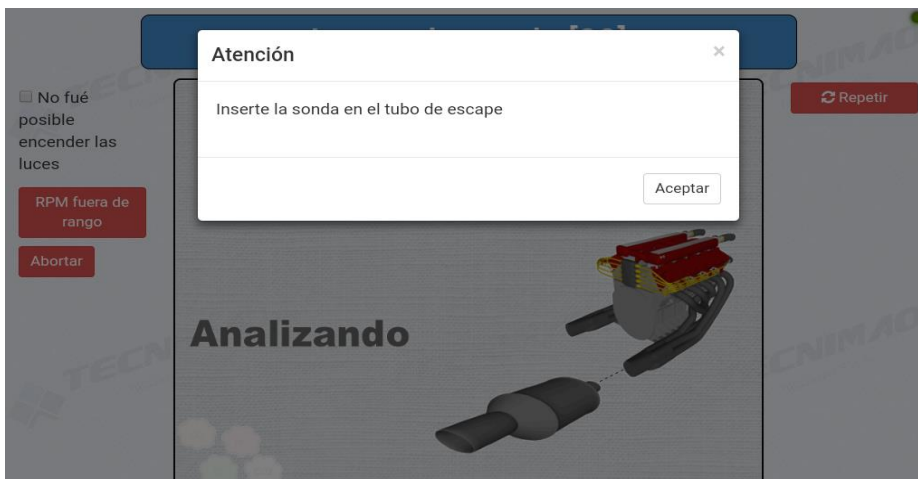 Atención
×
Inserte la sonda en el tubo de escape
Aceptar
No fué
posible
encender las
luces
RPM fuera de
rango
Abortar
Repetir
Analizando